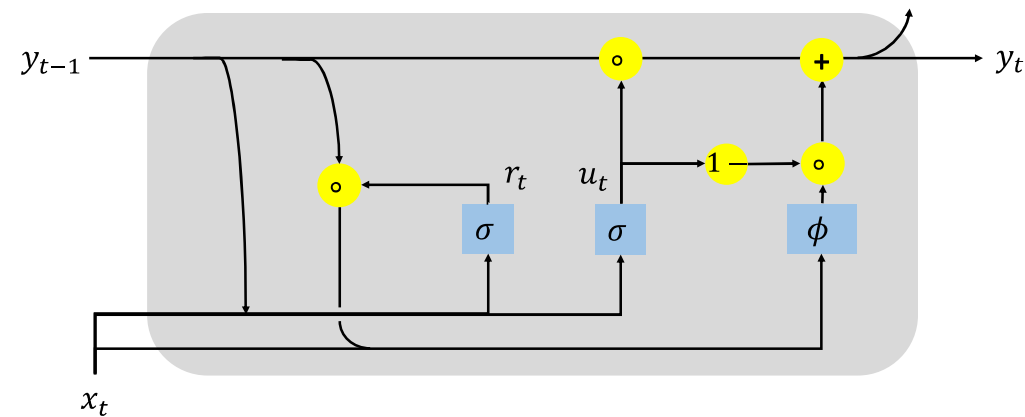 y_{t-1}
∘
+
y_t
∘
r_t
u_t
1 −
∘
σ
σ
ϕ
x_t